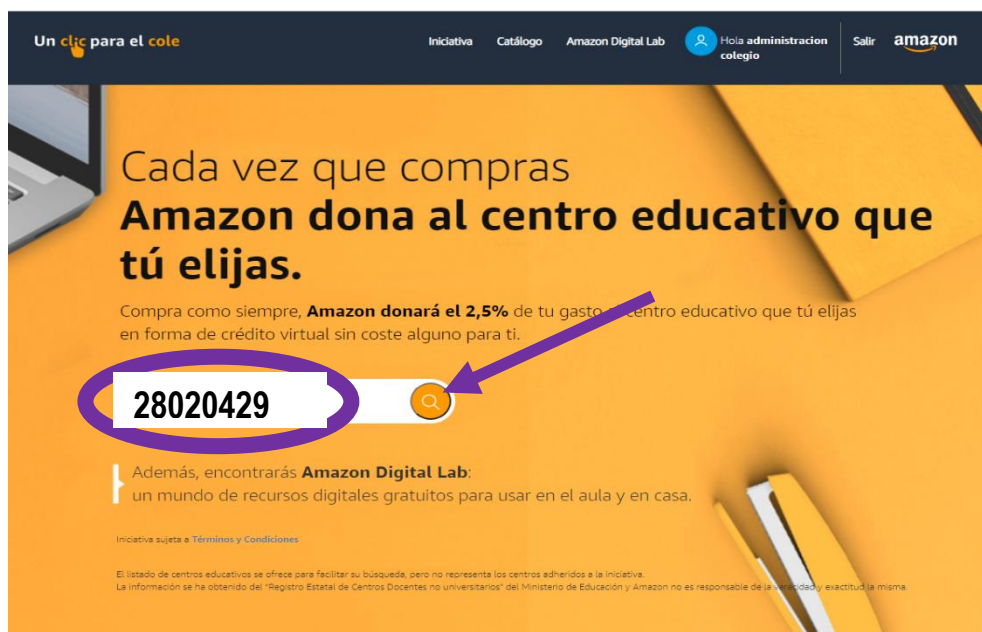 Un clic para el cole
Iniciativa
Catálogo
Amazon Digital Lab
Hola administracion
colegio
Salir
amazon
Cada vez que compras
Amazon dona al centro educativo que
tú elijas.
Compra como siempre, Amazon donará el 2,5% de tu gasto al centro educativo que tú elijas
en forma de crédito virtual sin coste alguno para ti.
28020429
Además, encontrarás Amazon Digital Lab:
un mundo de recursos digitales gratuitos para usar en el aula y en casa.
Iniciativa sujeta a Términos y Condiciones
El listado de centros educativos se ofrece para facilitar su búsqueda, pero no representa los centros adheridos a la iniciativa.
La información se ha obtenido del "Registro Estatal de Centros Docentes no universitarios" del Ministerio de Educación y Amazon no es responsable de la veracidad y exactitud la misma.